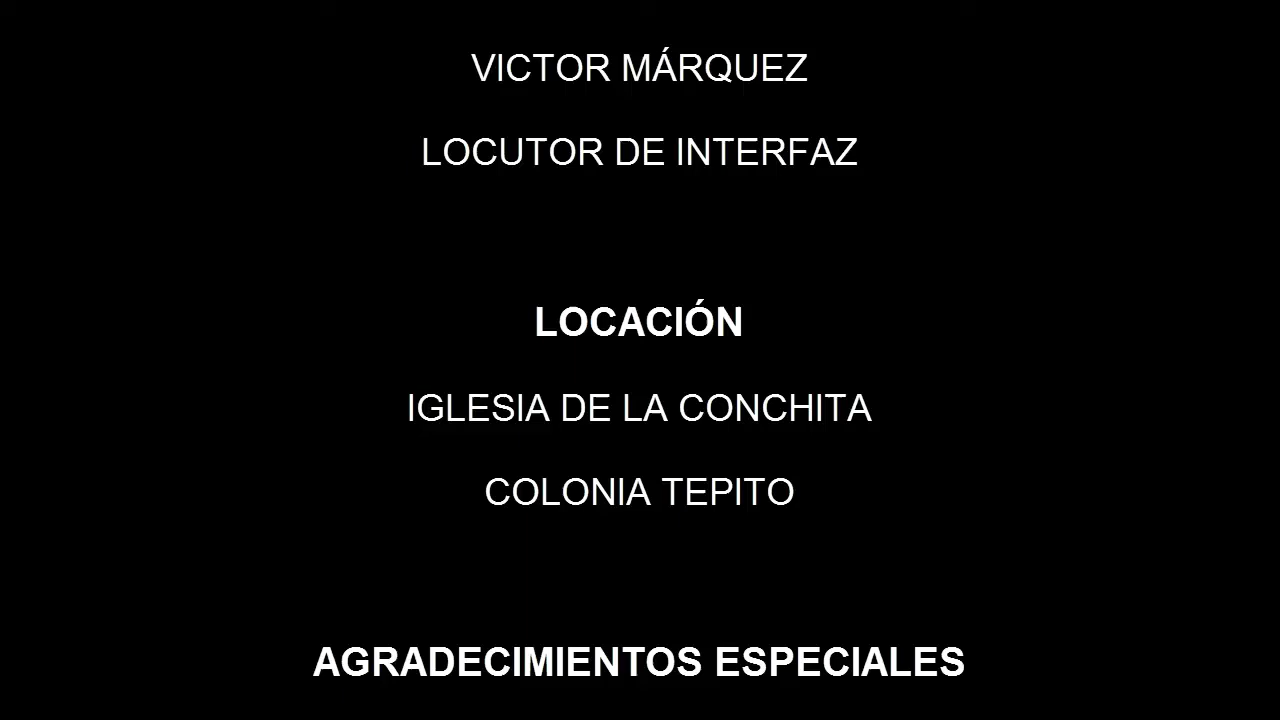 VICTOR MÁRQUEZ
LOCUTOR DE INTERFAZ
LOCACIÓN
IGLESIA DE LA CONCHITA
COLONIA TEPITO
AGRADECIMIENTOS ESPECIALES